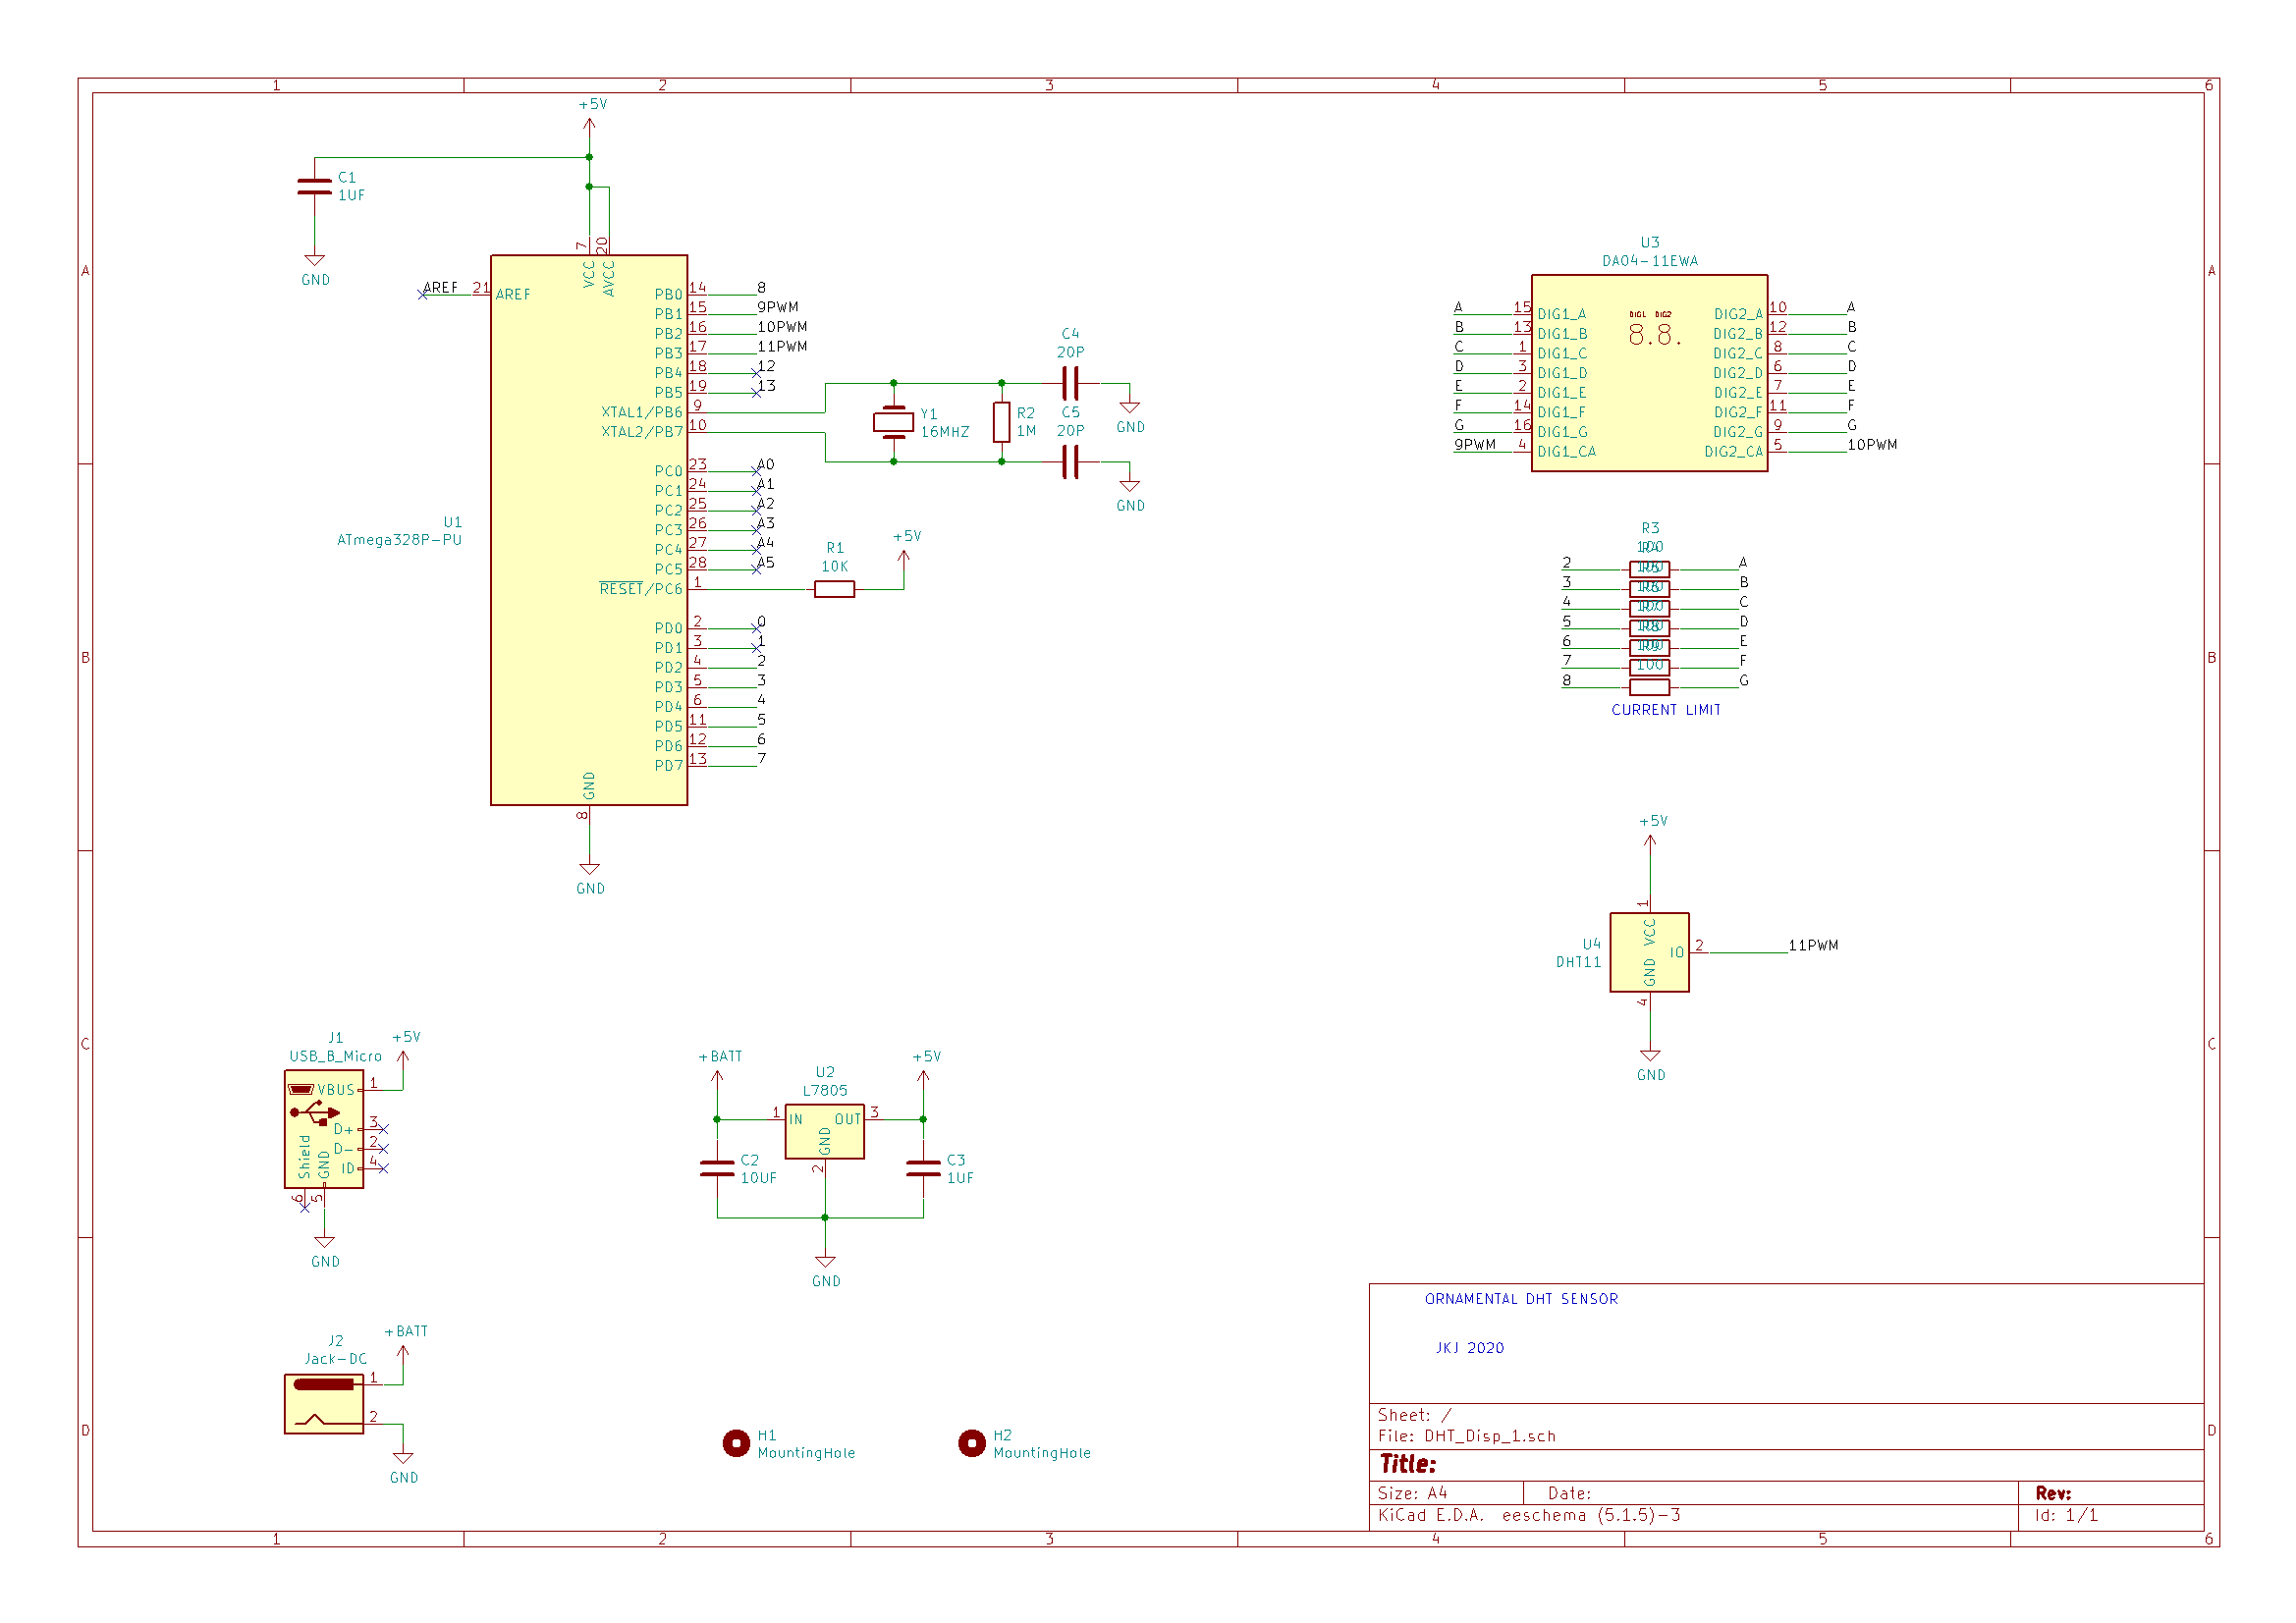 1 2 3 4 5 6
A
B
C
D
+5V
C1
1UF
GND
7
20
VCC
AVCC
AREF 21 AREF
PB0 14 8
PB1 15 9PWM
PB2 16 10PWM
PB3 17 11PWM
PB4 18 12
PB5 19 13
XTAL1/PB6 9
XTAL2/PB7 10
PC0 23 A0
PC1 24 A1
PC2 25 A2
PC3 26 A3
PC4 27 A4
PC5 28 A5
RESET/PC6 1
PD0 2 0
PD1 3 1
PD2 4 2
PD3 5 3
PD4 6 4
PD5 11 5
PD6 12 6
PD7 13 7
U1
ATmega328P-PU
GND
8
GND
Y1
16MHZ
R2
1M
C4
20P
GND
C5
20P
GND
R1
10K
+5V
U3
DA04-11EWA
DIG1 DIG2
8.8.
A 15 DIG1_A DIG2_A 10 A
B 13 DIG1_B DIG2_B 12 B
C 1 DIG1_C DIG2_C 8 C
D 3 DIG1_D DIG2_D 6 D
E 2 DIG1_E DIG2_E 7 E
F 14 DIG1_F DIG2_F 11 F
G 16 DIG1_G DIG2_G 9 G
9PWM 4 DIG1_CA DIG2_CA 5 10PWM
R3
2 A
3 B
4 C
5 D
6 E
7 F
100
8 G
CURRENT LIMIT
+5V
1
VCC
U4
DHT11
IO 2 11PWM
GND
4
GND
J1
USB_B_Micro
+5V
VBUS 1
D+ 3
D- 2
ID 4
Shield
GND
6
5
GND
+BATT
U2
L7805
+5V
1 IN OUT 3
GND
2
C2
10UF
C3
1UF
GND
J2
Jack-DC
+BATT
1
2
GND
H1
MountingHole
H2
MountingHole
ORNAMENTAL DHT SENSOR
JKJ 2020
Sheet: /
File: DHT_Disp_1.sch
Title:
Size: A4 Date: Rev:
KiCad E.D.A. eeschema (5.1.5)-3 Id: 1/1
A
B
C
D
1 2 3 4 5 6